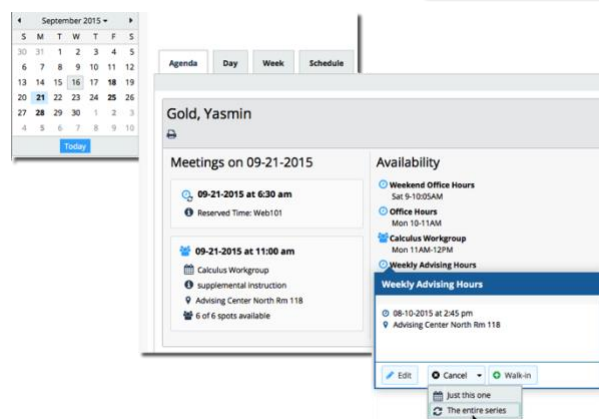 September 2015
S M T W T F S
30 31 1 2 3 4 5
6 7 8 9 10 11 12
13 14 15 16 17 18 19
20 21 22 23 24 25 26
27 28 29 30 1 2 3
4 5 6 7 8 9 10
Today
Agenda Day Week Schedule
Gold, Yasmin
Meetings on 09-21-2015
09-21-2015 at 6:30 am
Reserved Time: Web101
09-21-2015 at 11:00 am
Calculus Workgroup
supplemental instruction
Advising Center North Rm 118
6 of 6 spots available
Availability
Weekend Office Hours
Sat 9-10:05AM
Office Hours
Mon 10-11AM
Calculus Workgroup
Mon 11AM-12PM
Weekly Advising Hours
Weekly Advising Hours
08-10-2015 at 2:45 pm
Advising Center North Rm 118
Edit Cancel Walk-in
Just this one
The entire series